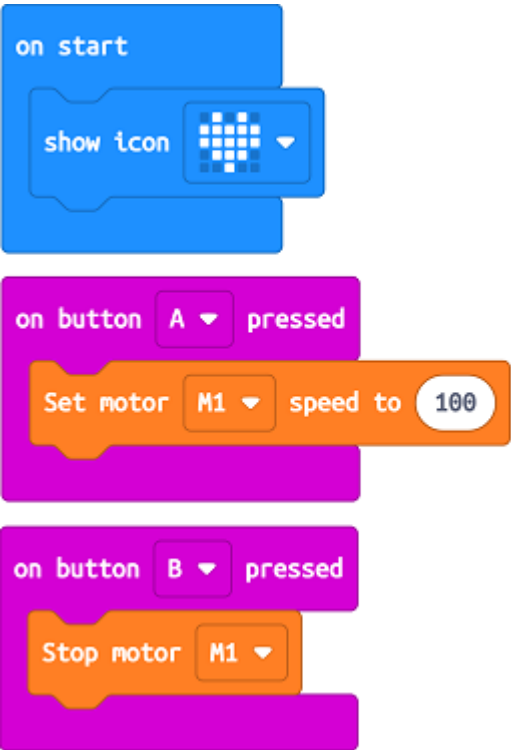 on start
show icon
on button A pressed
Set motor M1 speed to 100
on button B pressed
Stop motor M1